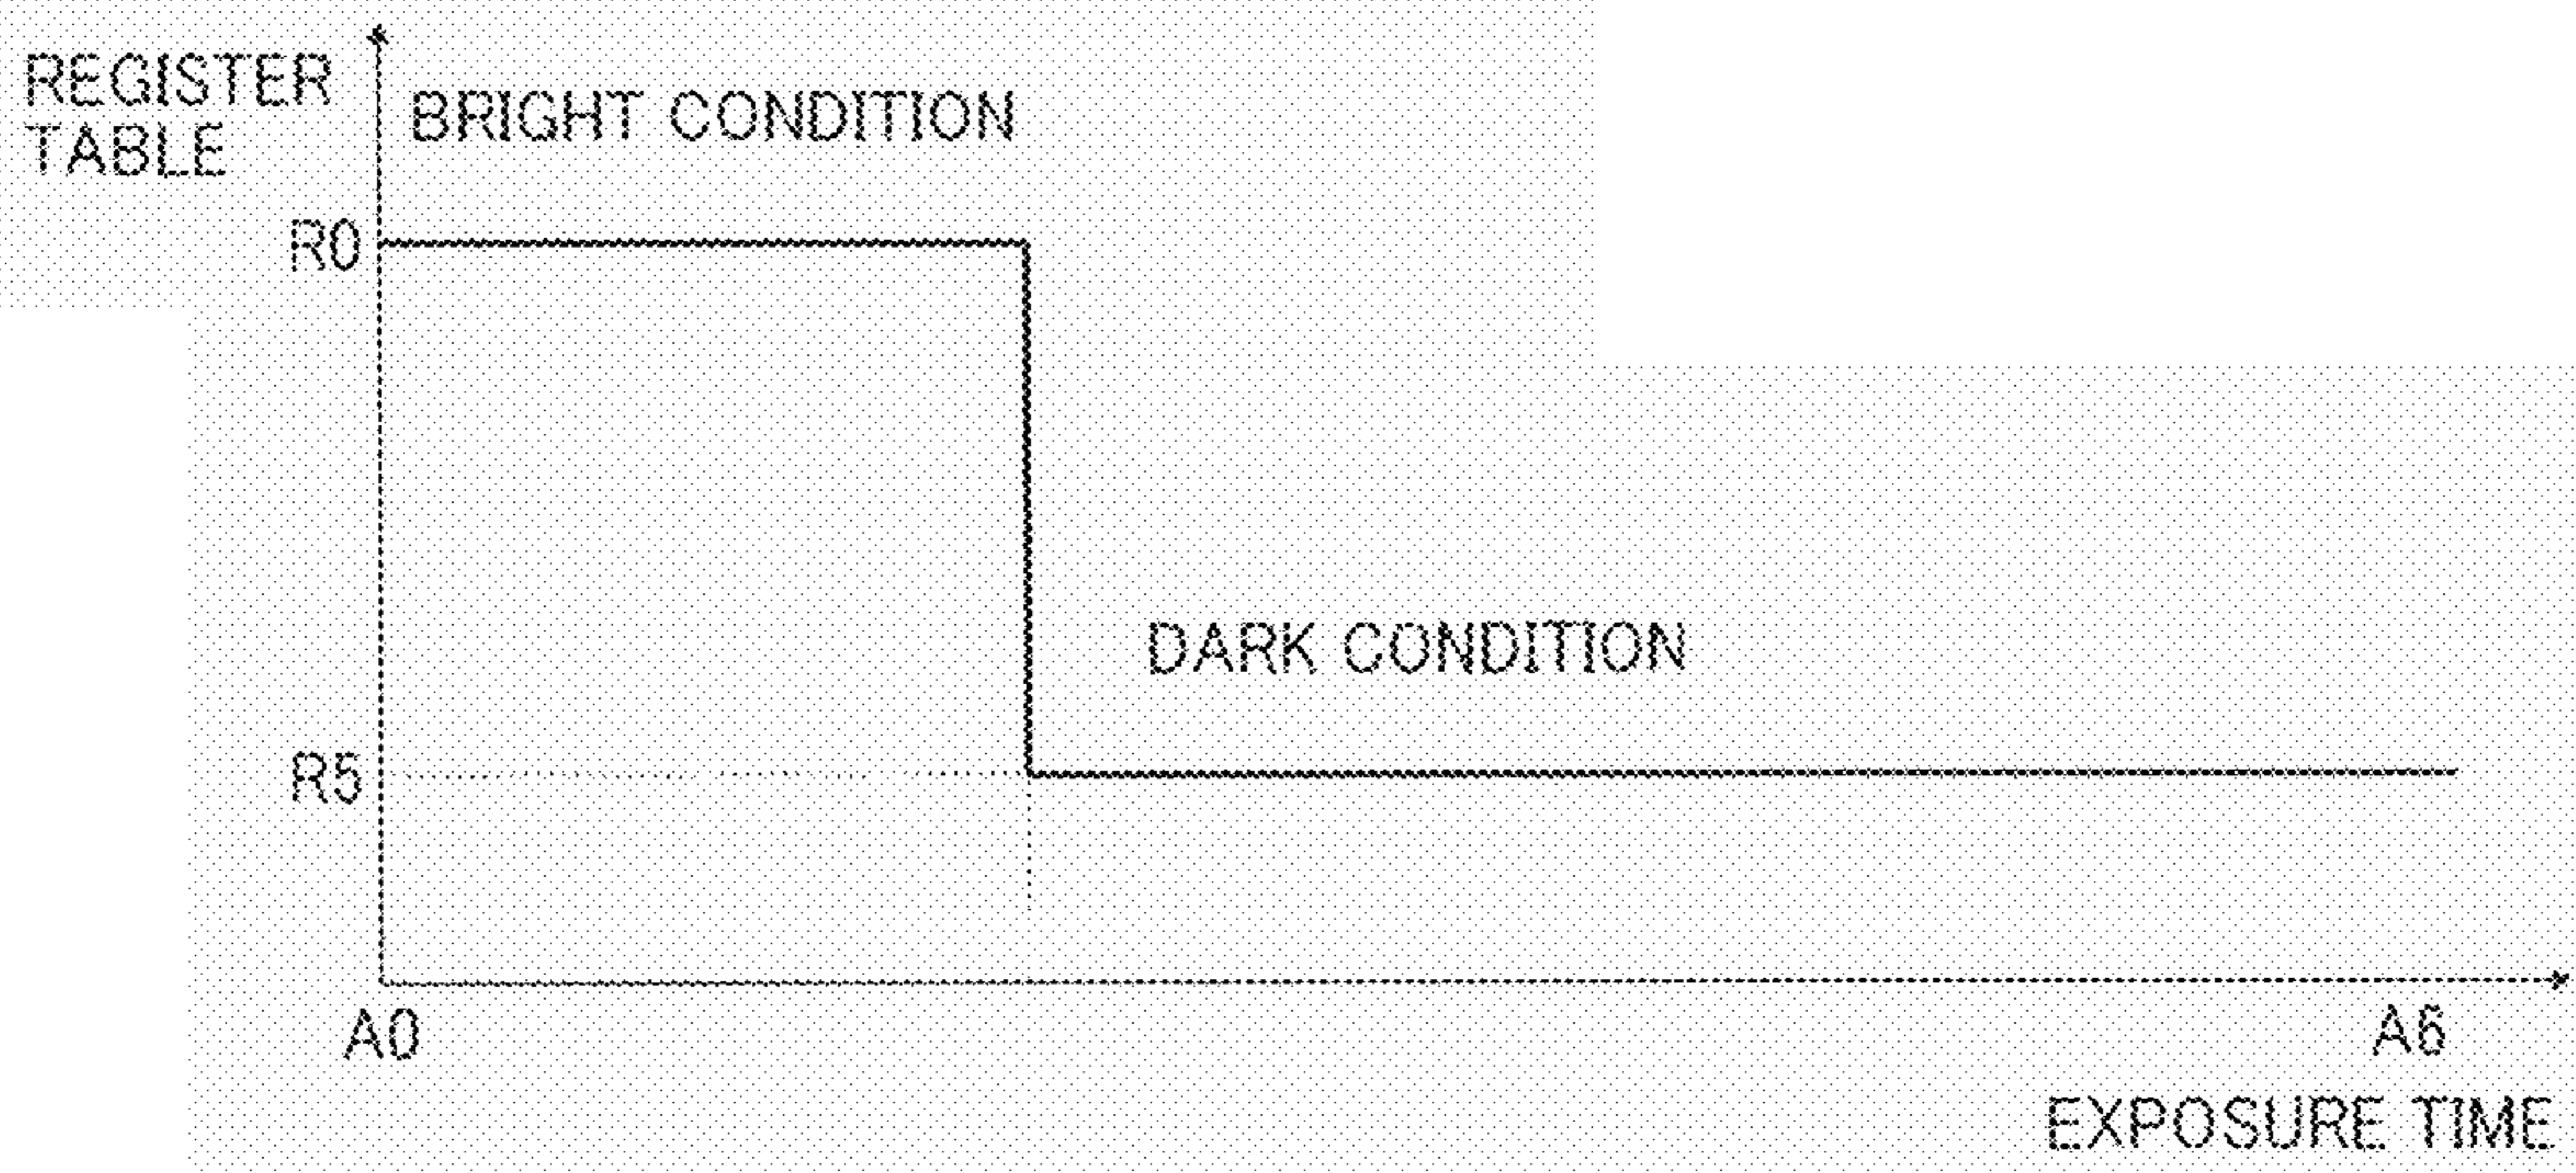 REGISTER
TABLE
BRIGHT CONDITION
R0
DARK CONDITION
R5
A0
A6
EXPOSURE TIME